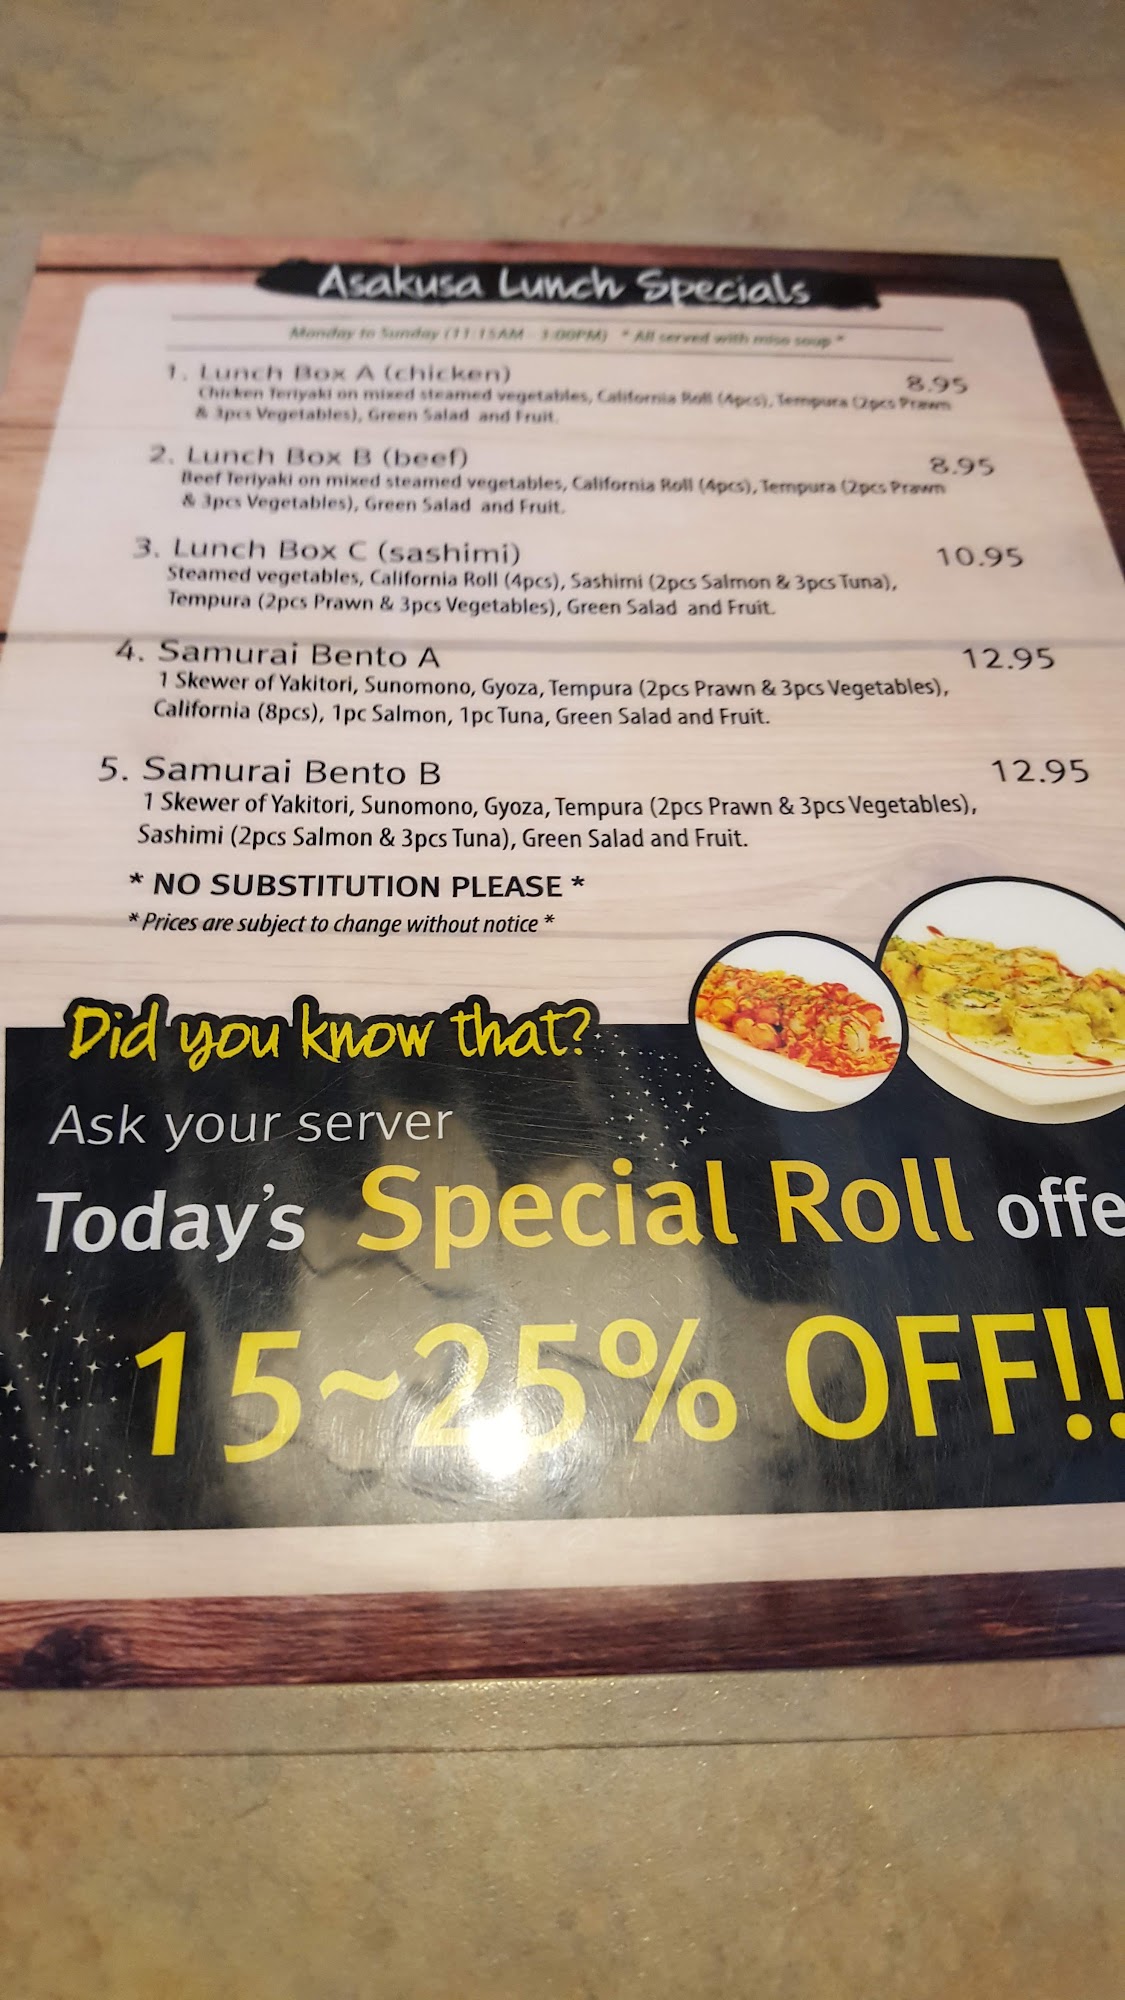 Asakusa Lunch Specials
Monday to Sunday (11:15AM - 3:00PM) * All served with miso soup *
1. Lunch Box A (chicken) 8.95
Chicken Teriyaki on mixed steamed vegetables, California Roll (4pcs), Tempura (2pcs Prawn
& 3pcs Vegetables), Green Salad and Fruit.
2. Lunch Box B (beef) 8.95
Beef Teriyaki on mixed steamed vegetables, California Roll (4pcs), Tempura (2pcs Prawn
& 3pcs Vegetables), Green Salad and Fruit.
3. Lunch Box C (sashimi) 10.95
Steamed vegetables, California Roll (4pcs), Sashimi (2pcs Salmon & 3pcs Tuna),
Tempura (2pcs Prawn & 3pcs Vegetables), Green Salad and Fruit.
4. Samurai Bento A 12.95
1 Skewer of Yakitori, Sunomono, Gyoza, Tempura (2pcs Prawn & 3pcs Vegetables),
California (8pcs), 1pc Salmon, 1pc Tuna, Green Salad and Fruit.
5. Samurai Bento B 12.95
1 Skewer of Yakitori, Sunomono, Gyoza, Tempura (2pcs Prawn & 3pcs Vegetables),
Sashimi (2pcs Salmon & 3pcs Tuna), Green Salad and Fruit.
* NO SUBSTITUTION PLEASE *
* Prices are subject to change without notice *
Did you know that?
Ask your server
Today's Special Roll offe
15~25% OFF!!